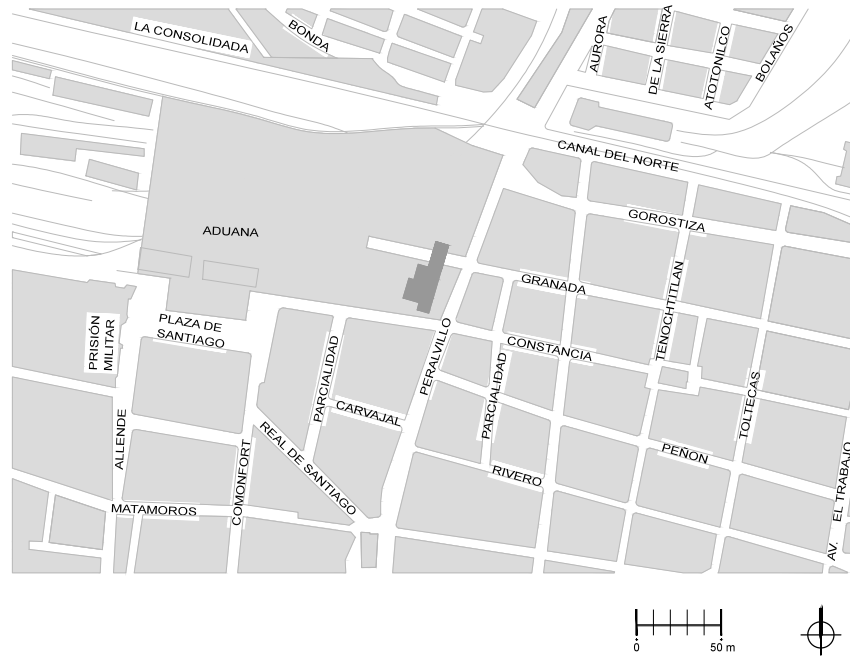 LA CONSOLIDADA
BONDA
AURORA
DE LA SIERRA
ATOTONILCO
BOLAÑOS
CANAL DEL NORTE
GOROSTIZA
ADUANA
GRANADA
TENOCHTITLAN
PLAZA DE
SANTIAGO
PRISIÓN
MILITAR
PARCIALIDAD
PERALVILLO
CONSTANCIA
PARCIALIDAD
TOLTECAS
CARVAJAL
ALLENDE
COMONFORT
REAL DE SANTIAGO
PEÑON
RIVERO
MATAMOROS
AV. EL TRABAJO
0 50 m